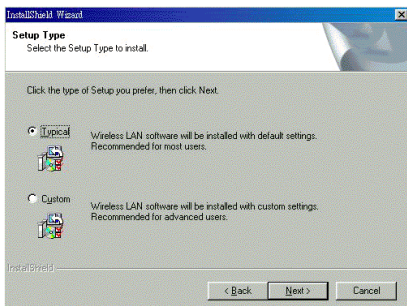 InstallShield Wizard
Setup Type
Select the Setup Type to install.
Click the type of Setup you prefer, then click Next.
Typical
Wireless LAN software will be installed with default settings.
Recommended for most users.
Custom
Wireless LAN software will be installed with custom settings.
Recommended for advanced users.
InstallShield
< Back
Next >
Cancel